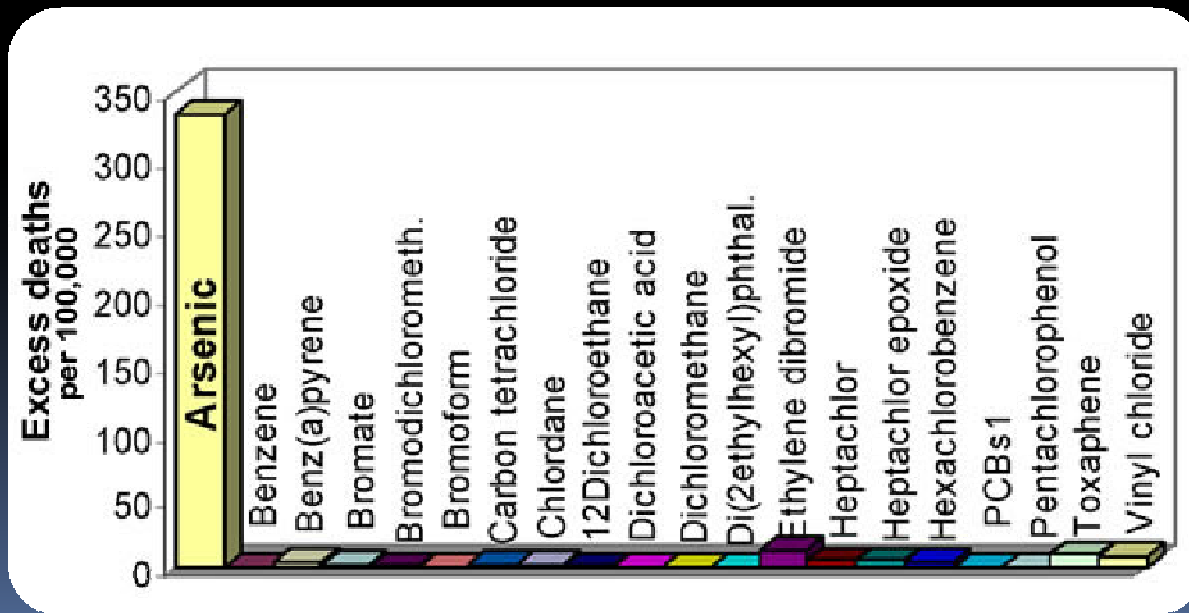 Excess deaths
per 100,000
350
300
250
200
150
100
50
0
Arsenic
Benzene
Benz(a)pyrene
Bromate
Bromodichlorometh.
Bromoform
Carbon tetrachloride
Chlordane
12Dichloroethane
Dichloroacetic acid
Dichloromethane
Di(2ethylhexyl)phthal.
Ethylene dibromide
Heptachlor
Heptachlor epoxide
Hexachlorobenzene
PCBs1
Pentachlorophenol
Toxaphene
Vinyl chloride